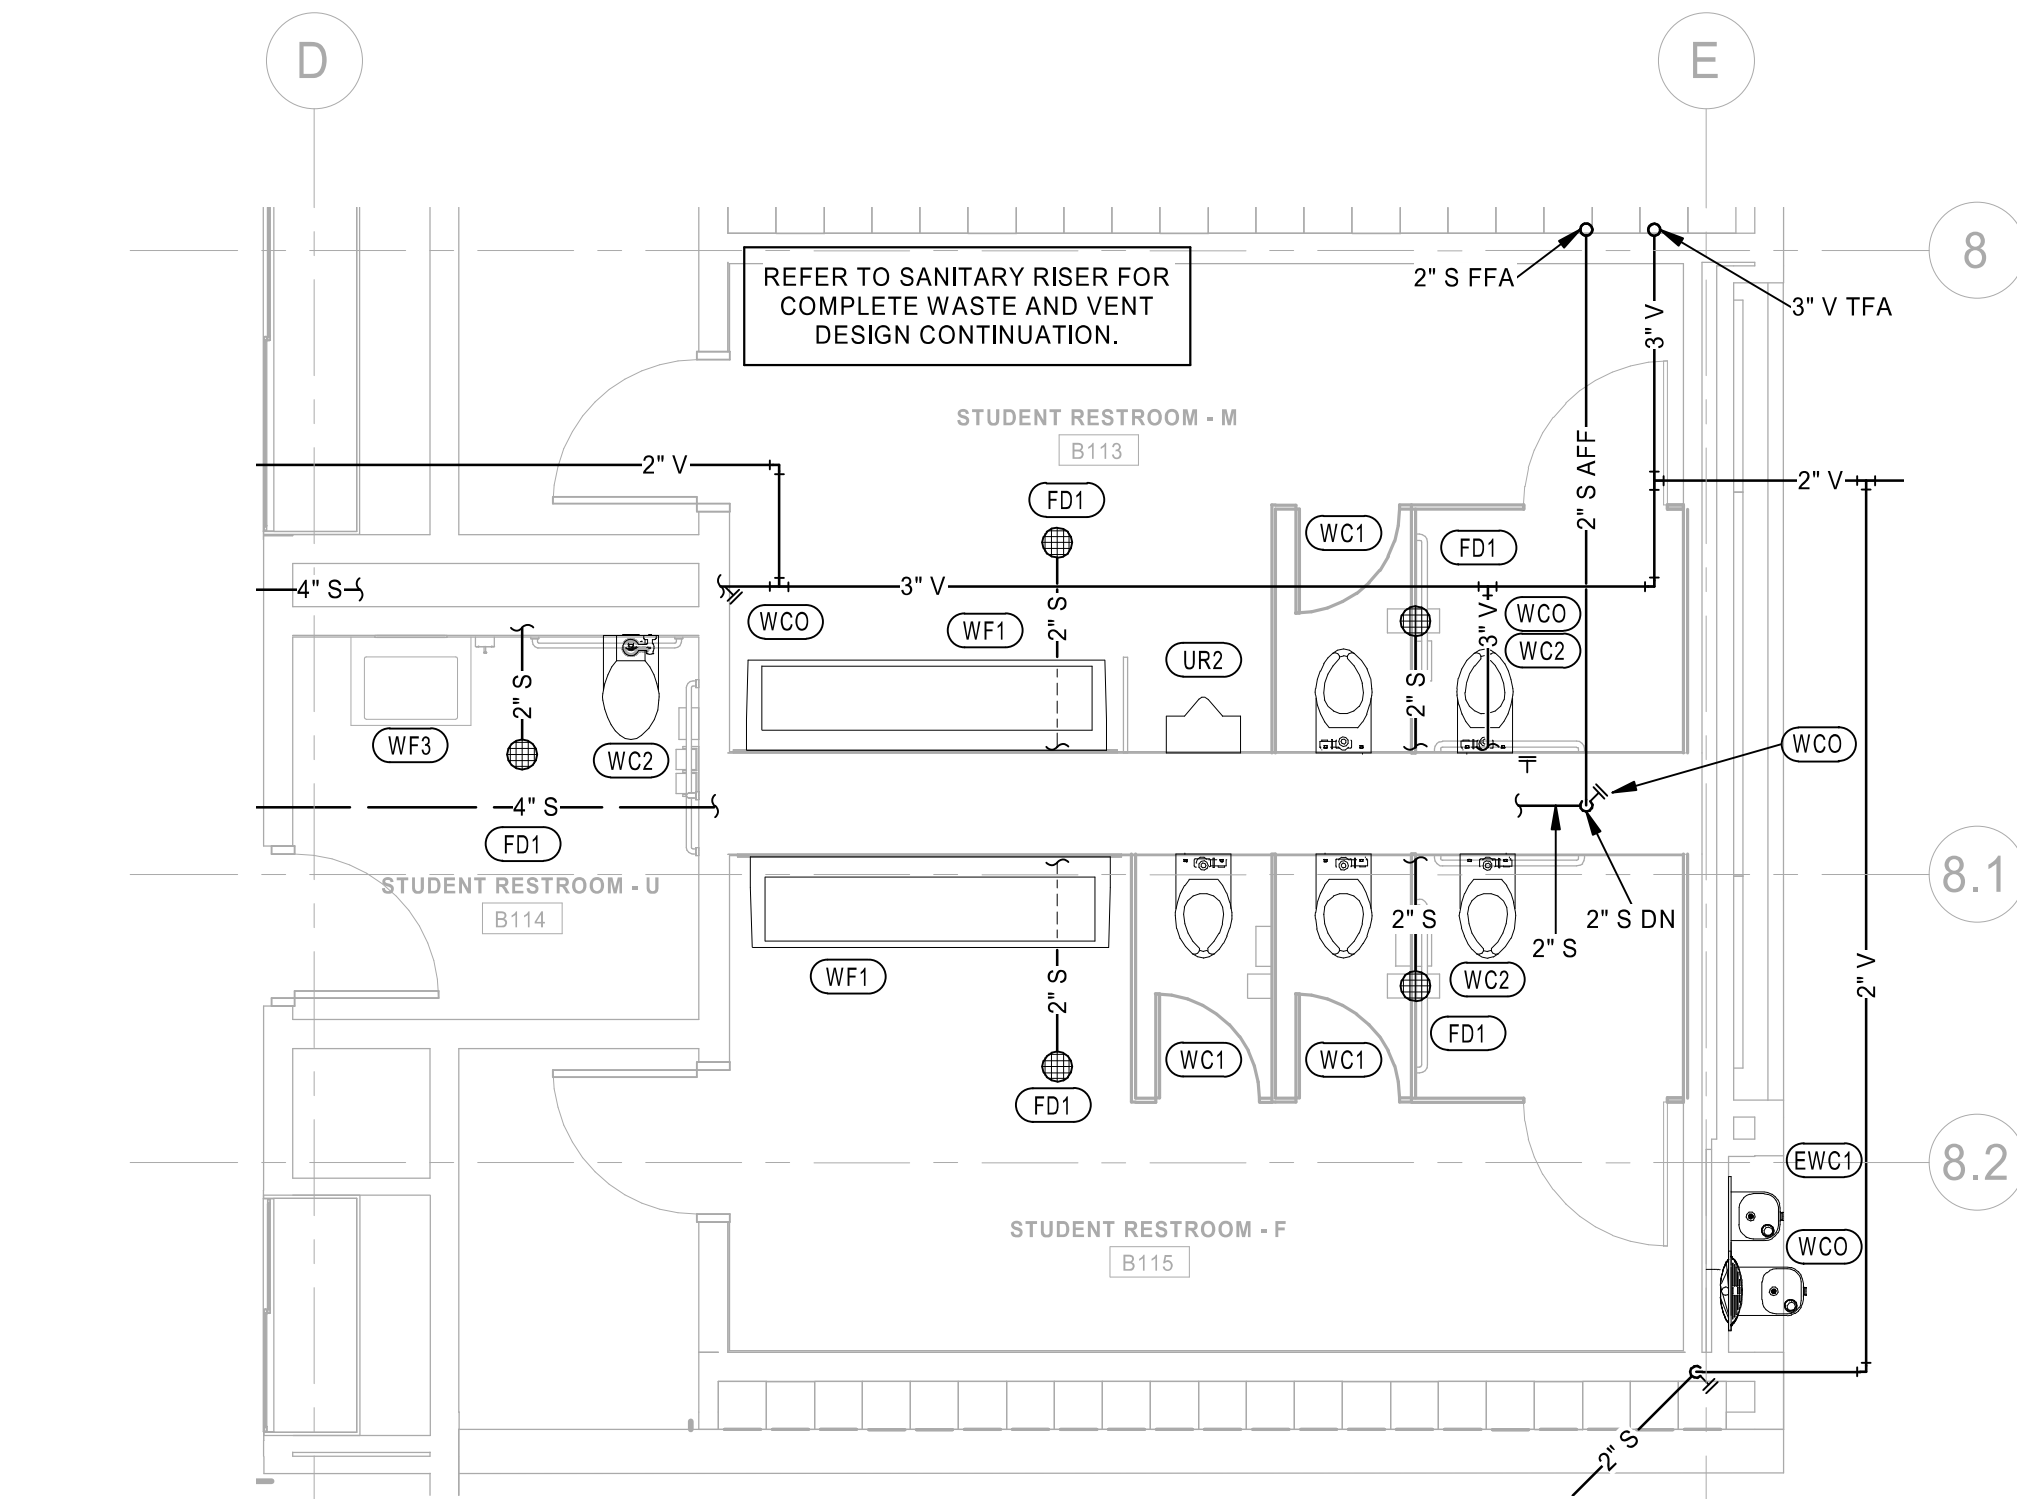 D
E
8
REFER TO SANITARY RISER FOR
COMPLETE WASTE AND VENT
DESIGN CONTINUATION.
2" S FFA
3" V TFA
3" V
STUDENT RESTROOM - M
B113
2" S AFF
2" V
2" V
FD1
WC1
FD1
4" S
3" V
WCO
WF1
2" S
UR2
3" V
WCO
WC2
2" S
2" S
WF3
WC2
WCO
4" S
FD1
STUDENT RESTROOM - U
B114
8.1
2" S
2" S DN
2" S
WF1
2" S
WC2
2" V
FD1
WC1
WC1
FD1
EWC1
8.2
STUDENT RESTROOM - F
B115
WCO
2" S